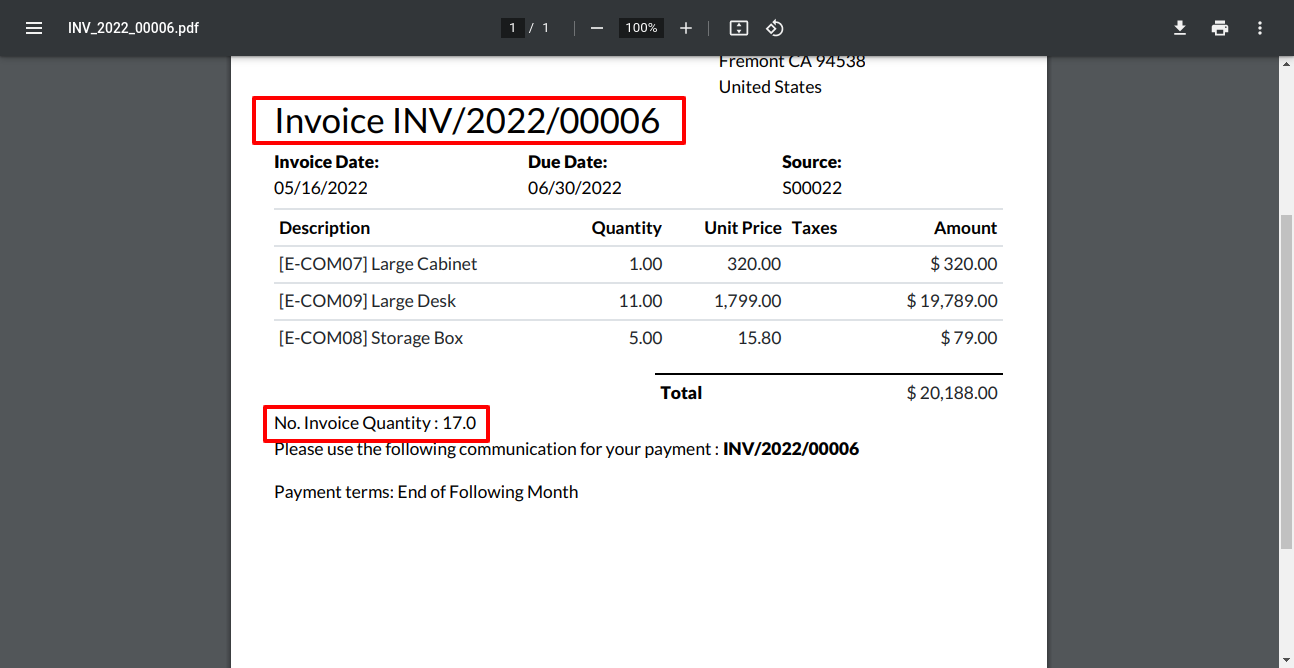 INV_2022_00006.pdf 1 / 1 100%
Fremont CA 94538
United States
Invoice INV/2022/00006
Invoice Date: Due Date: Source:
05/16/2022 06/30/2022 S00022
Description Quantity Unit Price Taxes Amount
[E-COM07] Large Cabinet 1.00 320.00 $ 320.00
[E-COM09] Large Desk 11.00 1,799.00 $ 19,789.00
[E-COM08] Storage Box 5.00 15.80 $ 79.00
Total $ 20,188.00
No. Invoice Quantity : 17.0
Please use the following communication for your payment : INV/2022/00006
Payment terms: End of Following Month